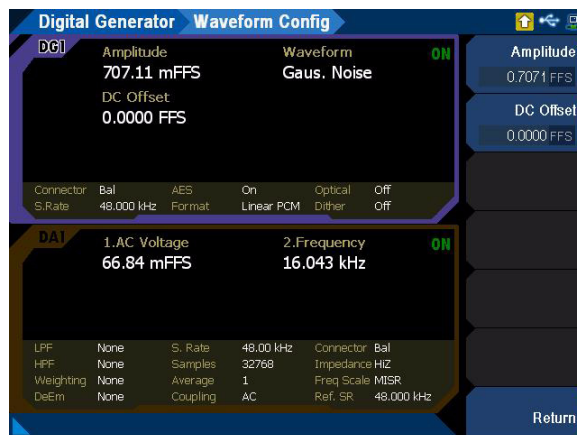 Digital Generator Waveform Config
DG1
Amplitude Waveform ON
707.11 mFFS Gaus. Noise
DC Offset
0.0000 FFS
Connector Bal AES On Optical Off
S.Rate 48.000 kHz Format Linear PCM Dither Off
DA1
1.AC Voltage 2.Frequency ON
66.84 mFFS 16.043 kHz
LPF None S. Rate 48.00 kHz Connector Bal
HPF None Samples 32768 Impedance HiZ
Weighting None Average 1 Freq Scale MISR
DeEm None Coupling AC Ref. SR 48.000 kHz
Amplitude
0.7071 FFS
DC Offset
0.0000 FFS
Return